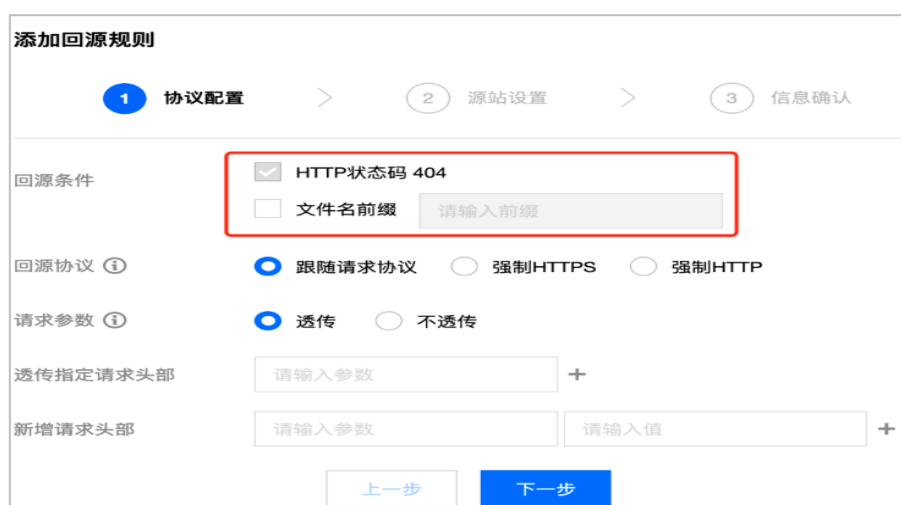 添加回源规则
1 协议配置 > 2 源站设置 > 3 信息确认
回源条件 HTTP状态码 404
文件名前缀 请输入前缀
回源协议 跟随请求协议 强制HTTPS 强制HTTP
请求参数 透传 不透传
透传指定请求头部 请输入参数 +
新增请求头部 请输入参数 请输入值 +
上一步 下一步